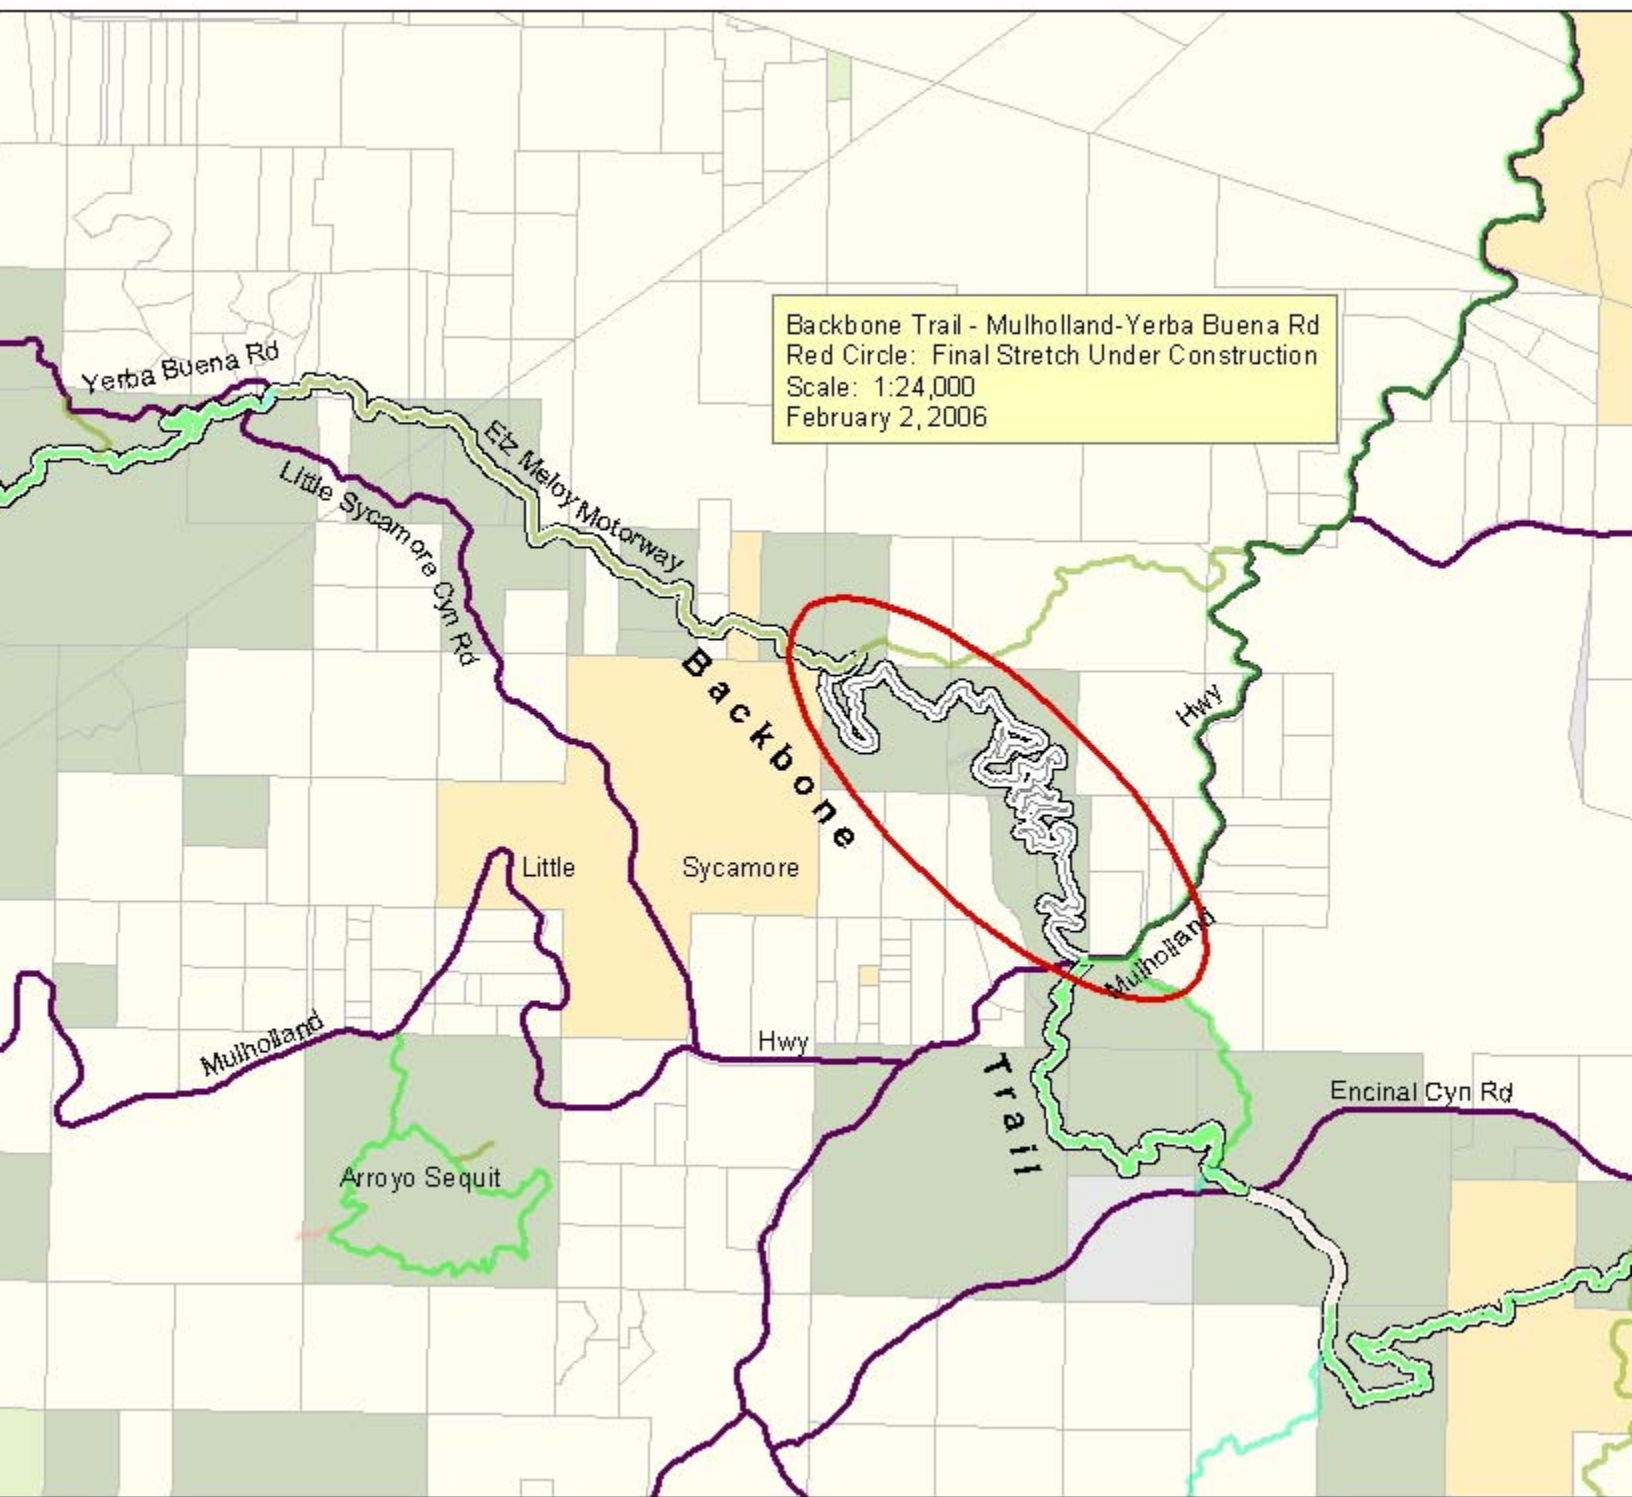 Backbone Trail - Mulholland-Yerba Buena Rd
Red Circle: Final Stretch Under Construction
Scale: 1:24,000
February 2, 2006
Yerba Buena Rd
Etz Meloy Motorway
Little Sycamore Cyn Rd
Backbone
Hwy
Little
Sycamore
Mulholland
Mulholland
Hwy
Trail
Encinal Cyn Rd
Arroyo Sequit